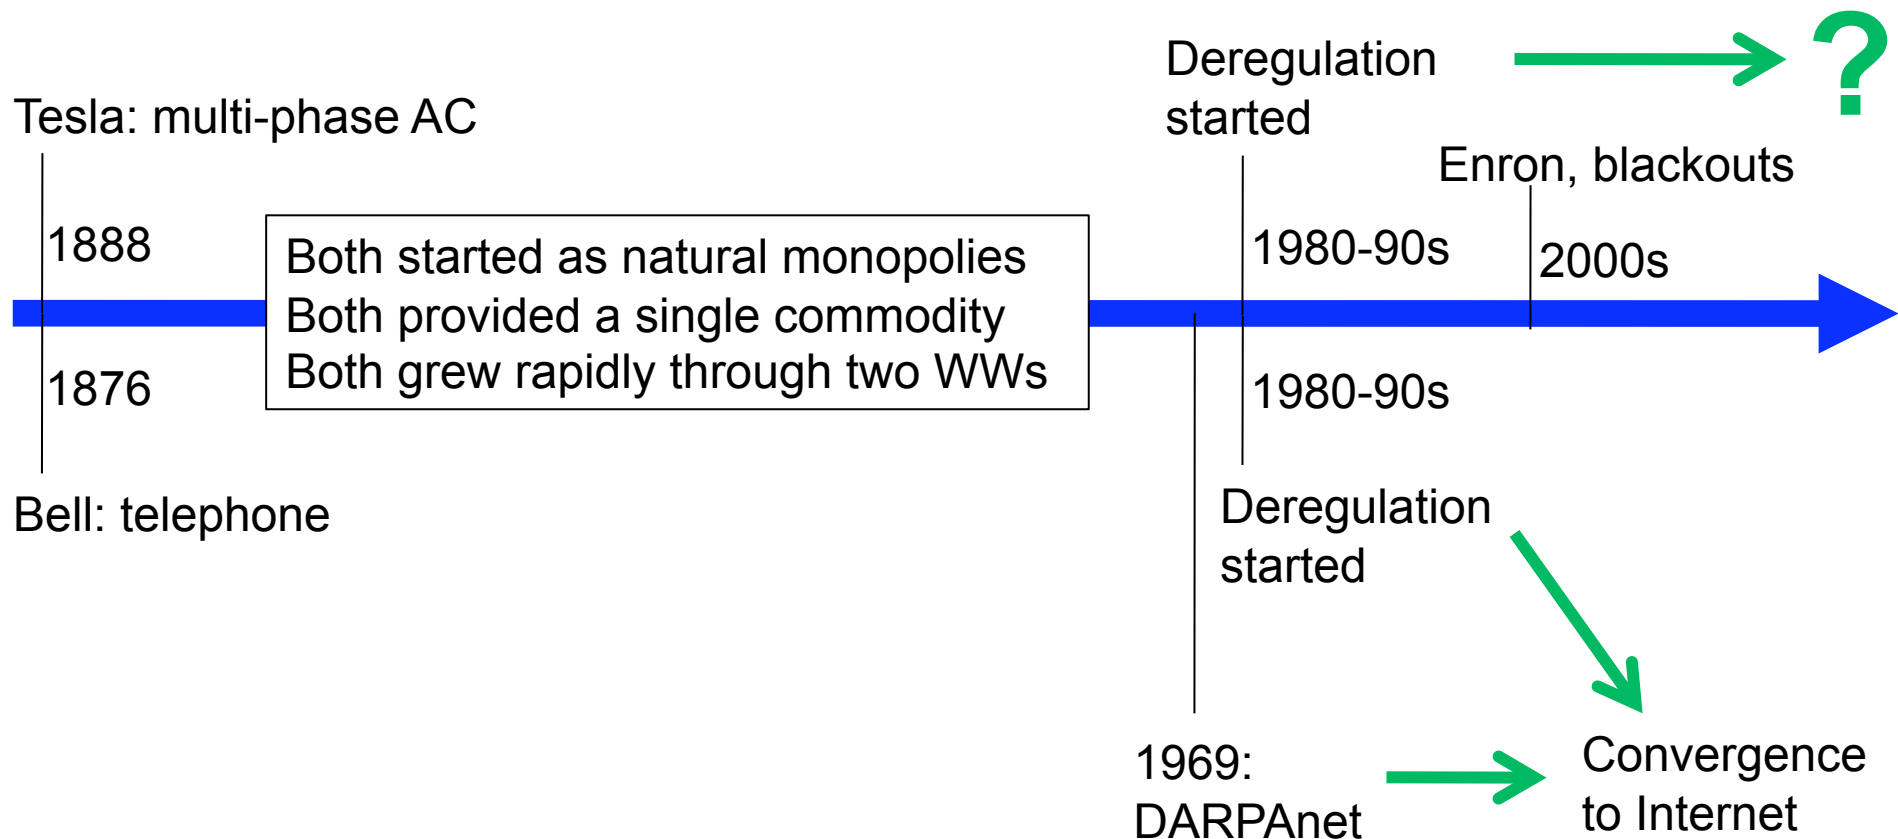 Deregulation
started
?
Tesla: multi-phase AC
Enron, blackouts
1888
1980-90s
2000s
Both started as natural monopolies
Both provided a single commodity
Both grew rapidly through two WWs
1876
1980-90s
Bell: telephone
Deregulation
started
1969:
DARPAnet
Convergence
to Internet